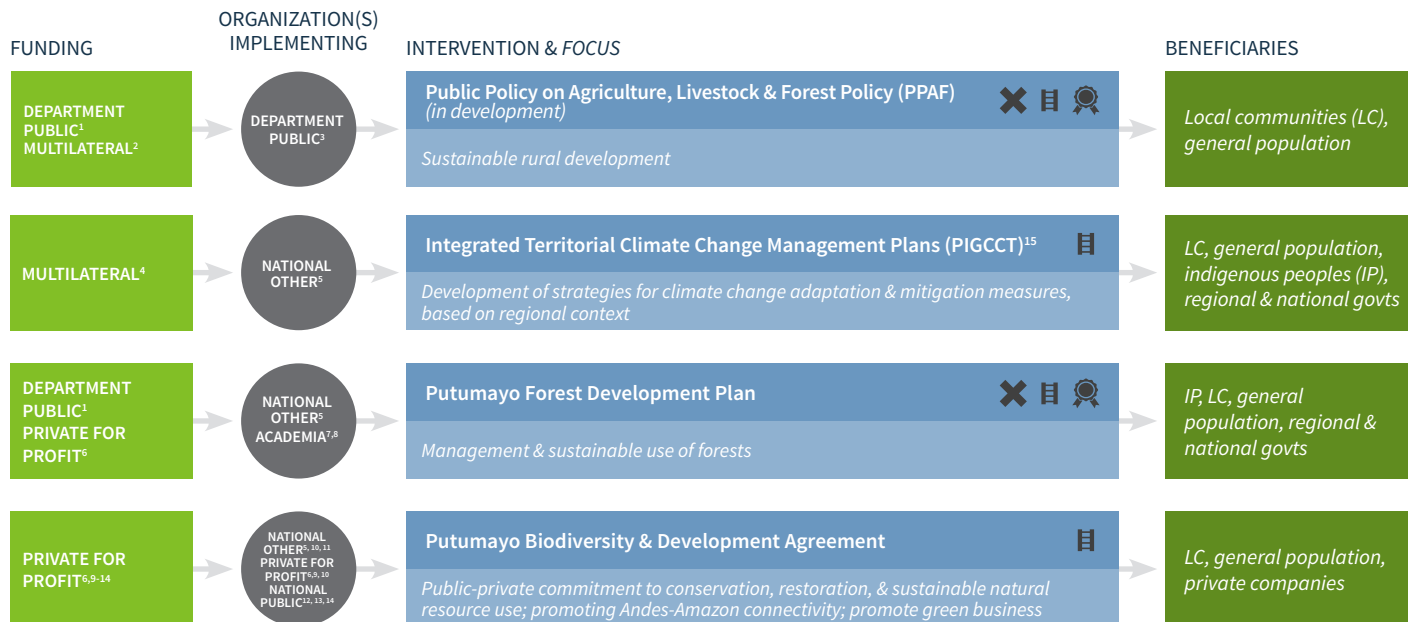 FUNDING
ORGANIZATION(S)
IMPLEMENTING
INTERVENTION & FOCUS
BENEFICIARIES
DEPARTMENT
PUBLIC¹
MULTILATERAL²
DEPARTMENT
PUBLIC³
Public Policy on Agriculture, Livestock & Forest Policy (PPAF)
(in development)
Sustainable rural development
Local communities (LC),
general population
MULTILATERAL⁴
NATIONAL
OTHER⁵
Integrated Territorial Climate Change Management Plans (PIGCCT)¹⁵
Development of strategies for climate change adaptation & mitigation measures,
based on regional context
LC, general population,
indigenous peoples (IP),
regional & national govts
DEPARTMENT
PUBLIC¹
PRIVATE FOR
PROFIT⁶
NATIONAL
OTHER⁵
ACADEMIA⁷,⁸
Putumayo Forest Development Plan
Management & sustainable use of forests
IP, LC, general
population, regional &
national govts
PRIVATE FOR
PROFIT⁶,⁹⁻¹⁴
NATIONAL
OTHER⁵, ¹⁰, ¹¹
PRIVATE FOR
PROFIT⁶,⁹, ¹⁰
NATIONAL
PUBLIC¹², ¹³, ¹⁴
Putumayo Biodiversity & Development Agreement
Public-private commitment to conservation, restoration, & sustainable natural
resource use; promoting Andes-Amazon connectivity; promote green business
LC, general population,
private companies